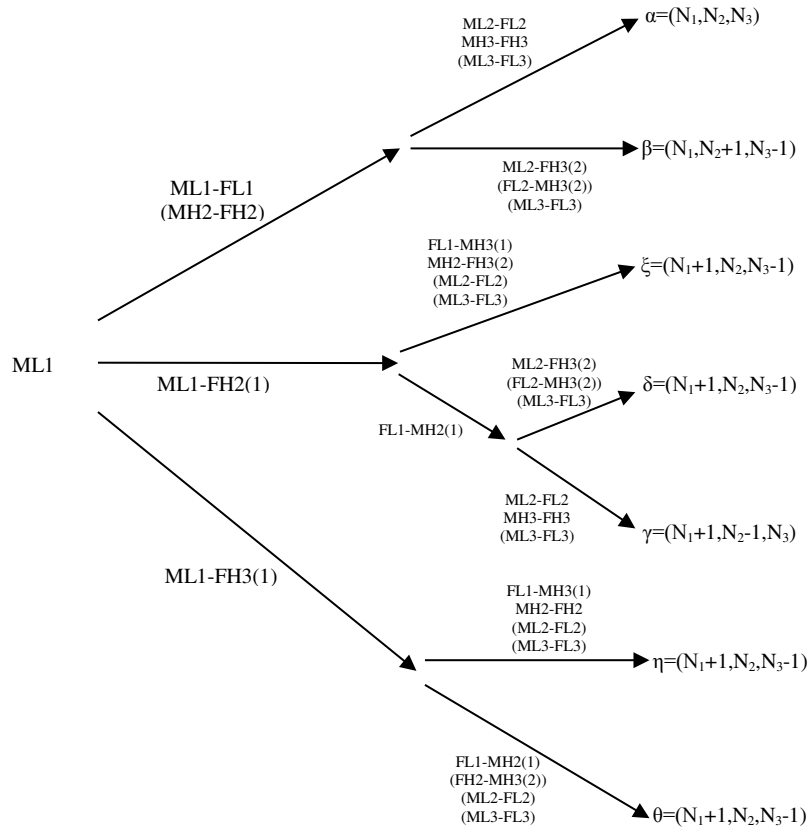 ML2-FL2
MH3-FH3
(ML3-FL3)
α=(N₁,N₂,N₃)
β=(N₁,N₂+1,N₃-1)
ML2-FH3(2)
(FL2-MH3(2))
(ML3-FL3)
ML1-FL1
(MH2-FH2)
FL1-MH3(1)
MH2-FH3(2)
(ML2-FL2)
(ML3-FL3)
ξ=(N₁+1,N₂,N₃-1)
ML1
ML1-FH2(1)
ML2-FH3(2)
(FL2-MH3(2))
(ML3-FL3)
δ=(N₁+1,N₂,N₃-1)
FL1-MH2(1)
ML2-FL2
MH3-FH3
(ML3-FL3)
γ=(N₁+1,N₂-1,N₃)
ML1-FH3(1)
FL1-MH3(1)
MH2-FH2
(ML2-FL2)
(ML3-FL3)
η=(N₁+1,N₂,N₃-1)
FL1-MH2(1)
(FH2-MH3(2))
(ML2-FL2)
(ML3-FL3)
θ=(N₁+1,N₂,N₃-1)